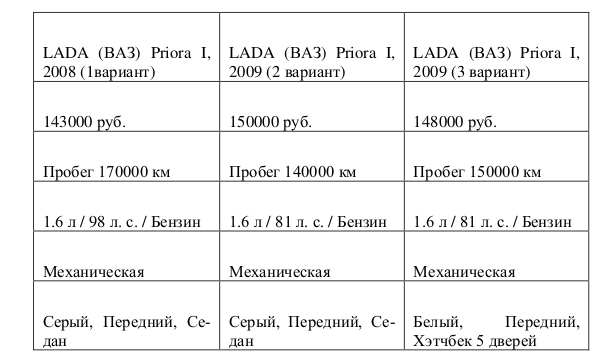 LADA (ВАЗ) Priora I,
2008 (1вариант)
LADA (ВАЗ) Priora I,
2009 (2 вариант)
LADA (ВАЗ) Priora I,
2009 (3 вариант)
143000 руб.
150000 руб.
148000 руб.
Пробег 170000 км
Пробег 140000 км
Пробег 150000 км
1.6 л / 98 л. с. / Бензин
1.6 л / 81 л. с. / Бензин
1.6 л / 81 л. с. / Бензин
Механическая
Механическая
Механическая
Серый, Передний, Се-
дан
Серый, Передний, Се-
дан
Белый, Передний,
Хэтчбек 5 дверей